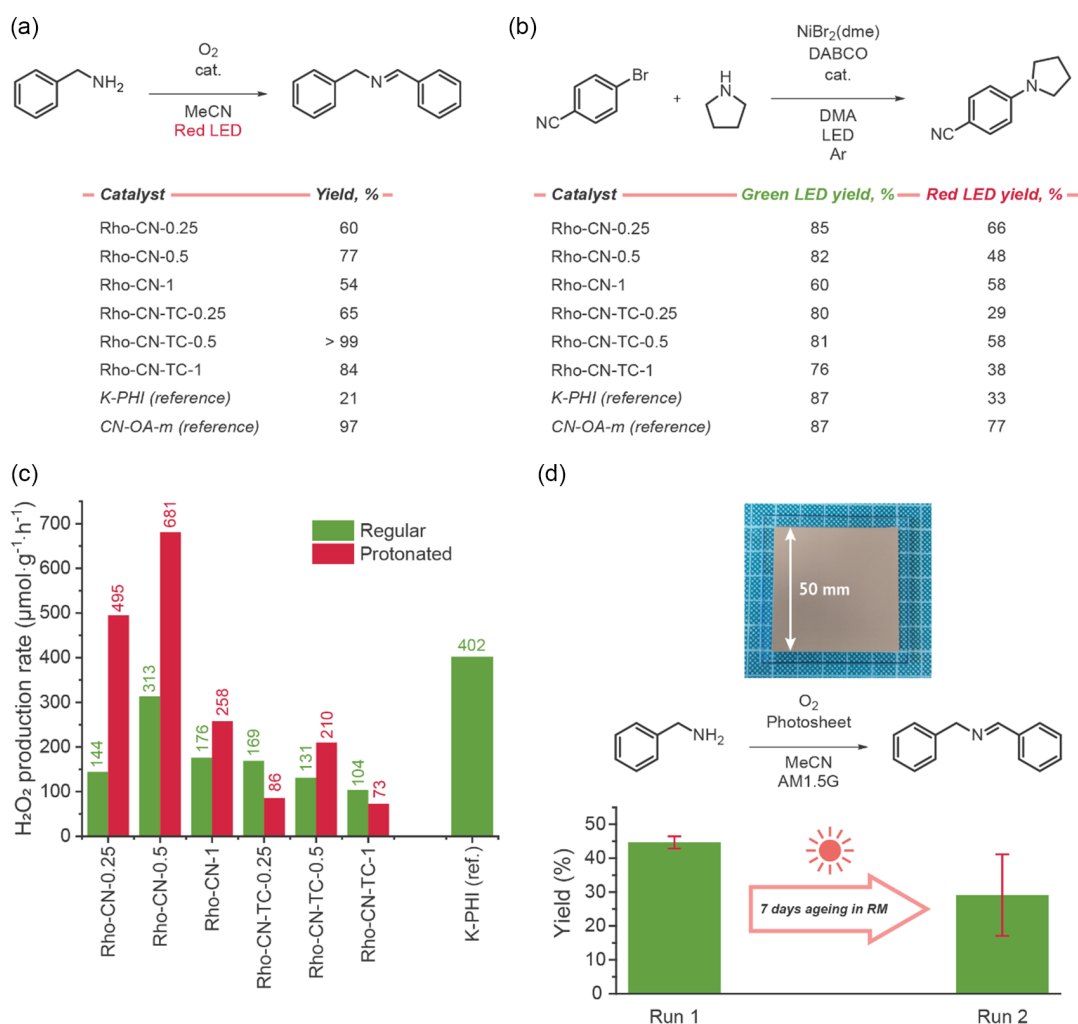 (a)
O₂
cat.
NH₂
N
MeCN
Red LED
Catalyst Yield, %
Rho-CN-0.25 60
Rho-CN-0.5 77
Rho-CN-1 54
Rho-CN-TC-0.25 65
Rho-CN-TC-0.5 > 99
Rho-CN-TC-1 84
K-PHI (reference) 21
CN-OA-m (reference) 97
(b)
NiBr₂(dme)
DABCO
cat.
Br
NC
+
H
N
DMA
LED
Ar
N
NC
Catalyst Green LED yield, % Red LED yield, %
Rho-CN-0.25 85 66
Rho-CN-0.5 82 48
Rho-CN-1 60 58
Rho-CN-TC-0.25 80 29
Rho-CN-TC-0.5 81 58
Rho-CN-TC-1 76 38
K-PHI (reference) 87 33
CN-OA-m (reference) 87 77
(c)
H₂O₂ production rate (μmol·g⁻¹·h⁻¹)
700
600
500
400
300
200
100
0
Regular
Protonated
144
495
313
681
176
258
169
86
131
210
104
73
402
Rho-CN-0.25
Rho-CN-0.5
Rho-CN-1
Rho-CN-TC-0.25
Rho-CN-TC-0.5
Rho-CN-TC-1
K-PHI (ref.)
(d)
50 mm
O₂
Photosheet
NH₂
N
MeCN
AM1.5G
Yield (%)
50
40
30
20
10
0
7 days ageing in RM
Run 1
Run 2